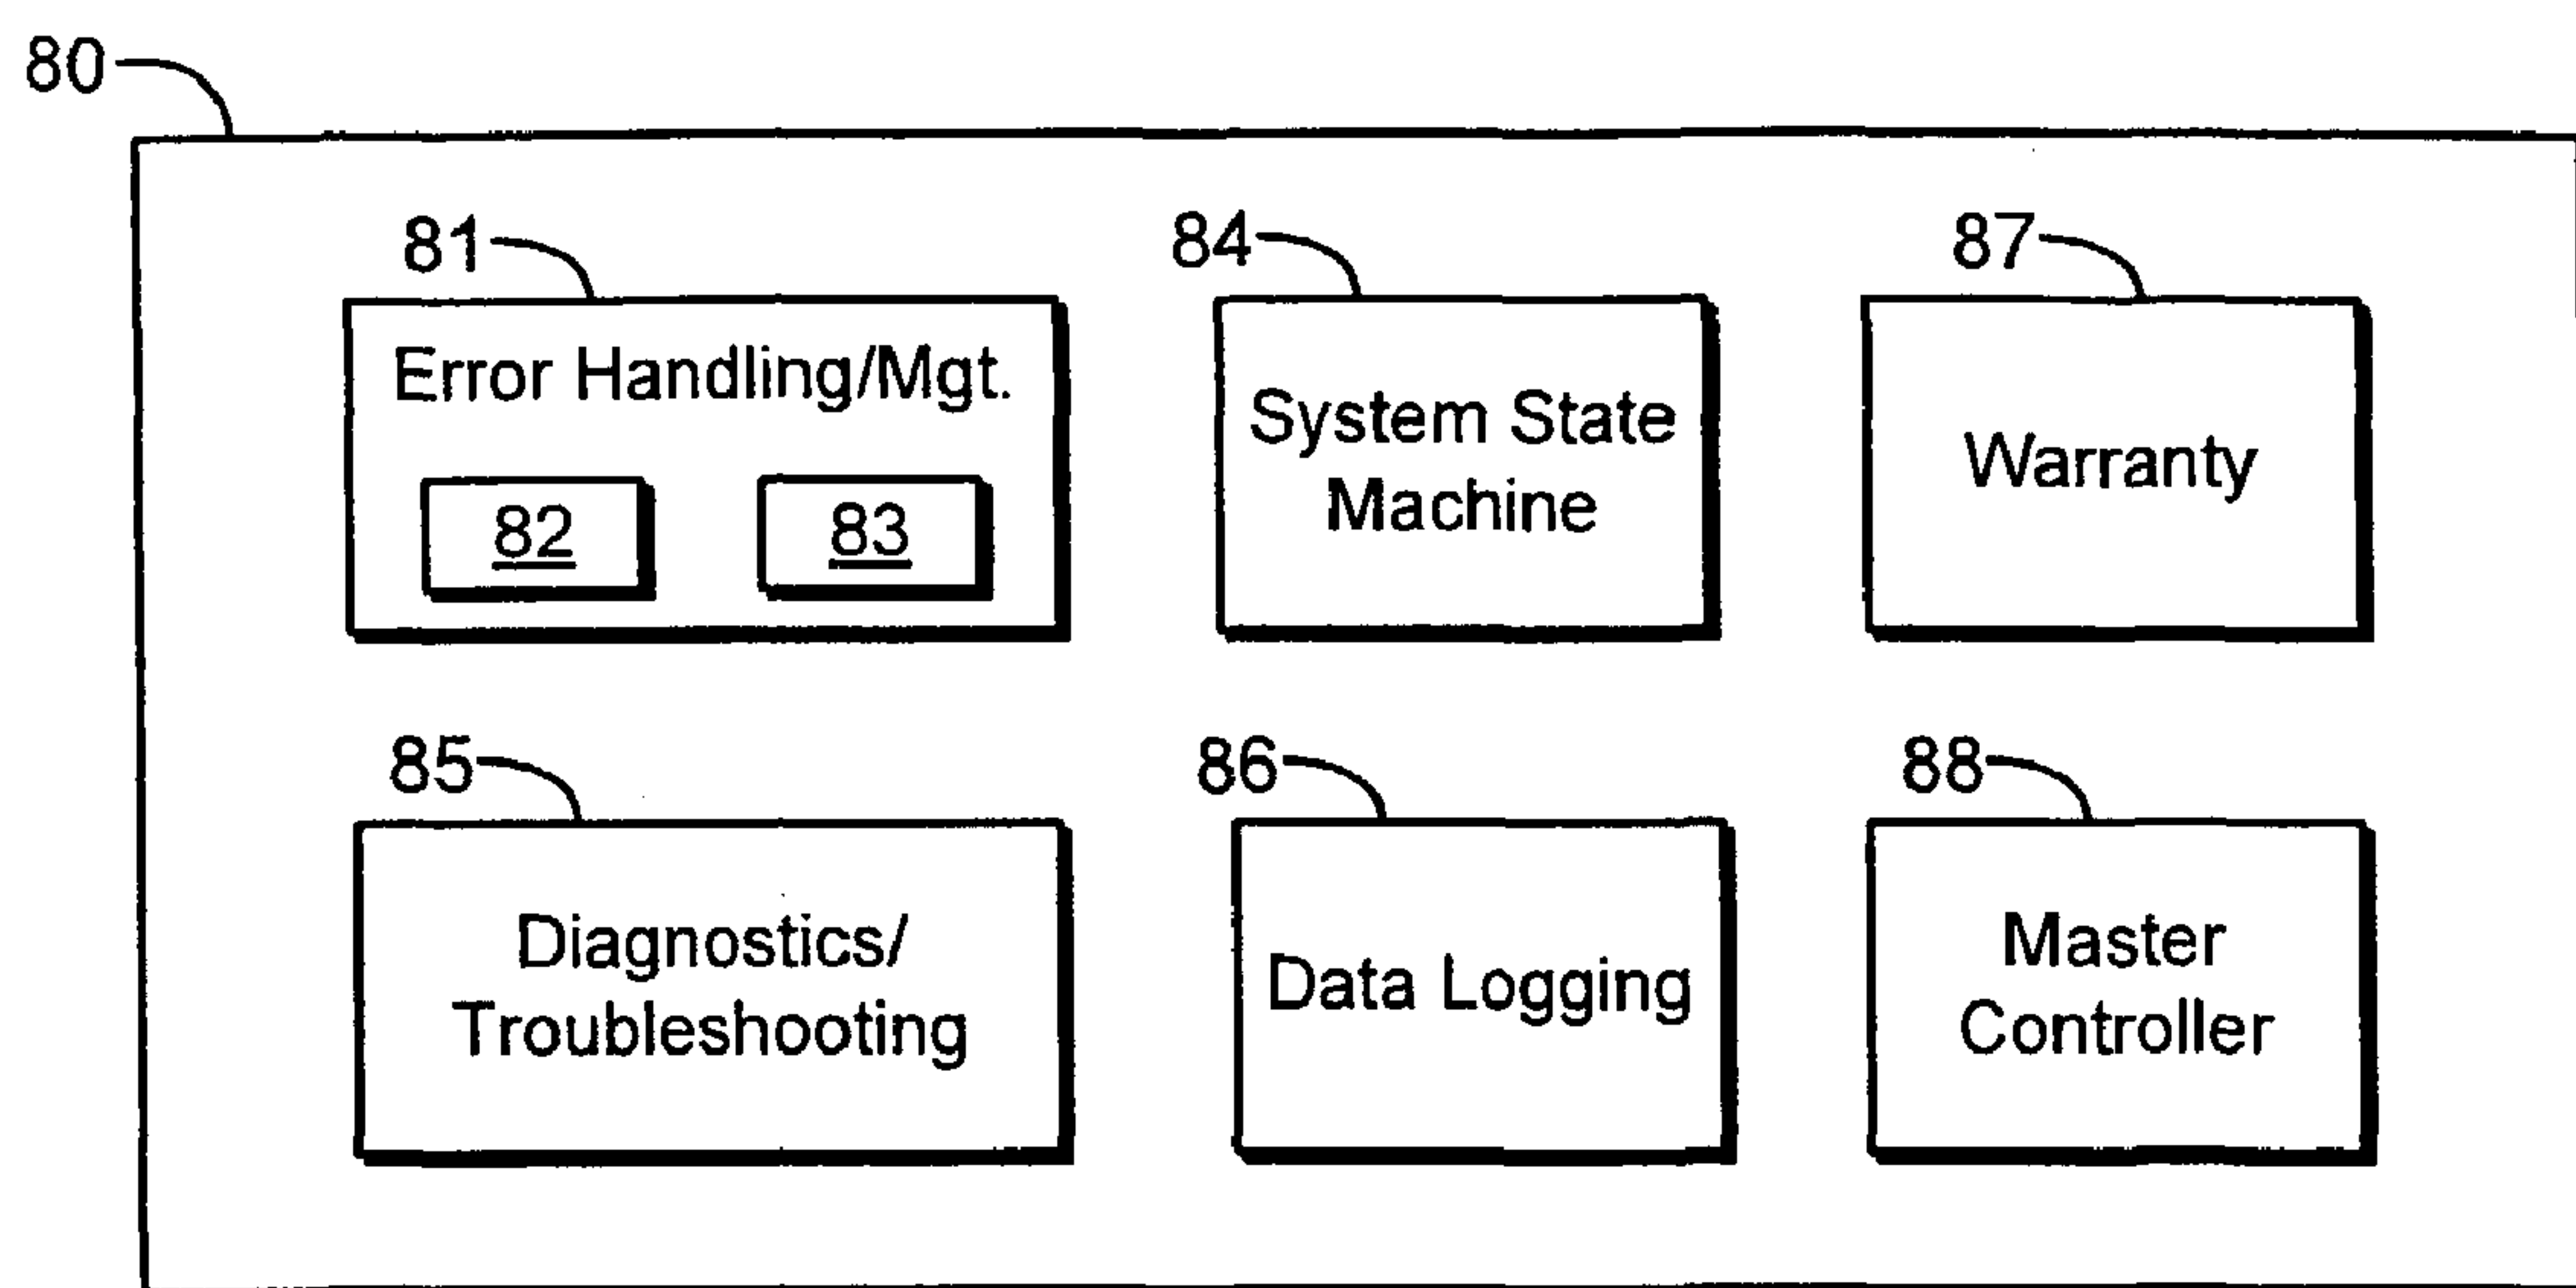 80
81
84
87
Error Handling/Mgt.
82
83
System State
Machine
Warranty
85
86
88
Diagnostics/
Troubleshooting
Data Logging
Master
Controller